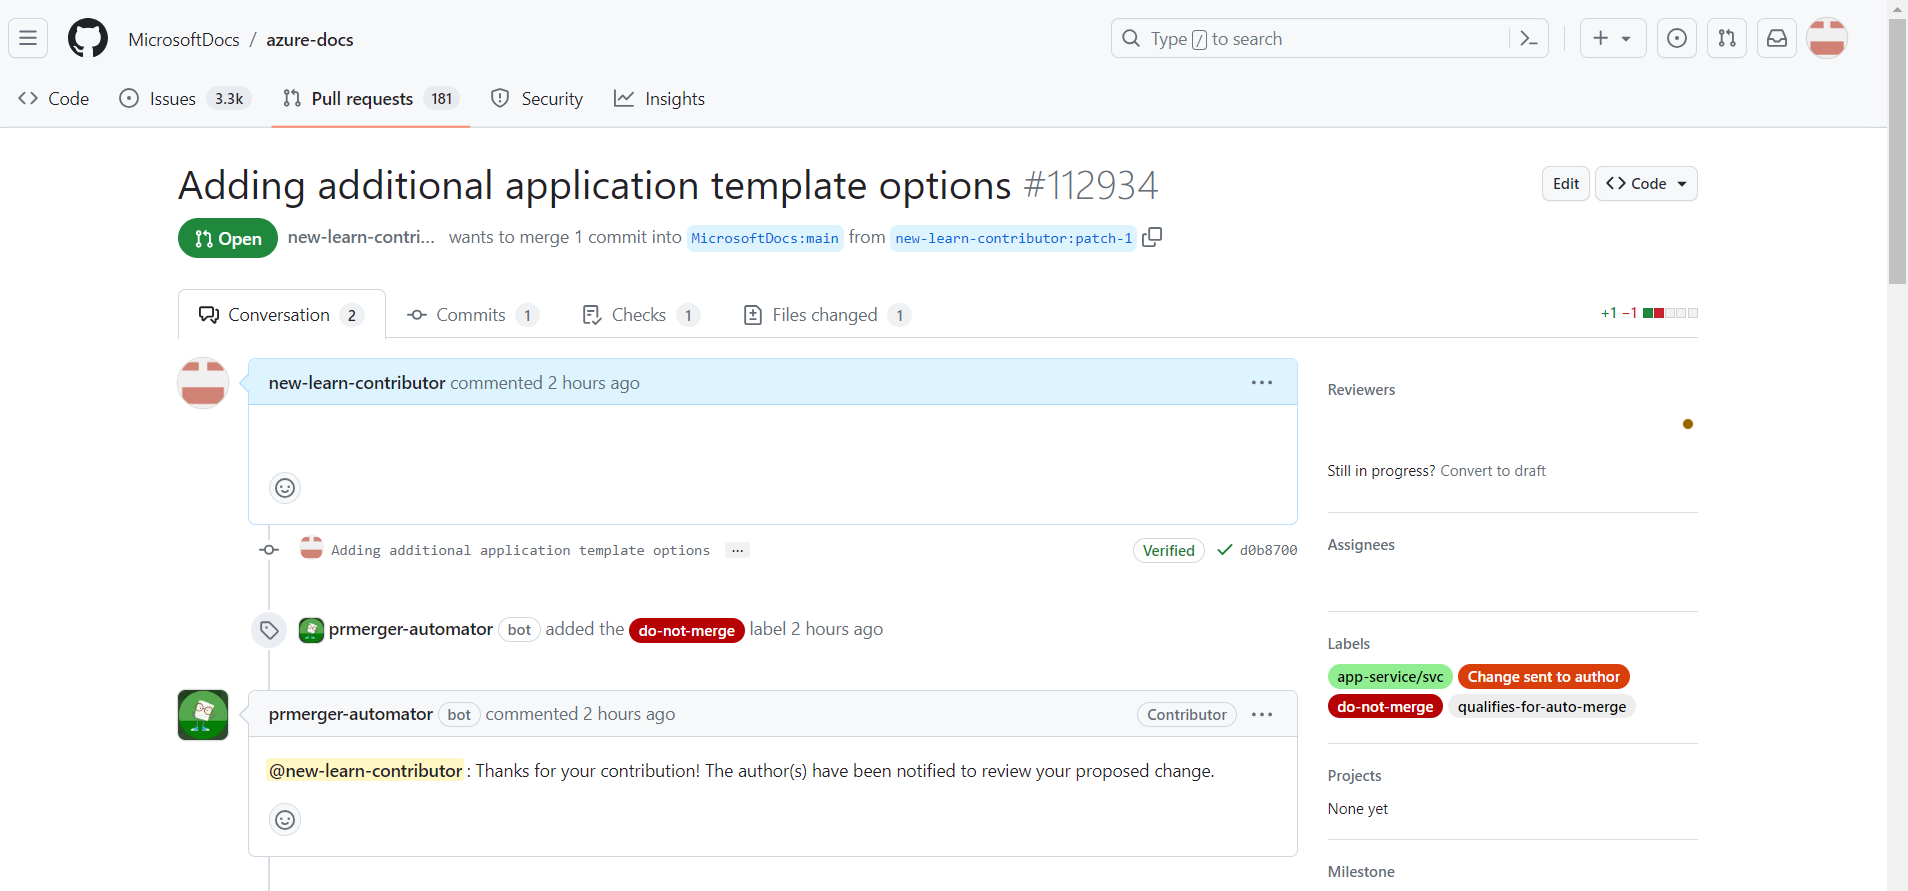 MicrosoftDocs / azure-docs
Type / to search
Code
Issues 3.3k
Pull requests 181
Security
Insights
Adding additional application template options #112934
Edit
Code
Open
new-learn-contri... wants to merge 1 commit into MicrosoftDocs:main from new-learn-contributor:patch-1
Conversation 2
Commits 1
Checks 1
Files changed 1
+1 −1
new-learn-contributor commented 2 hours ago
Adding additional application template options ...
Verified
d0b8700
prmerger-automator bot added the do-not-merge label 2 hours ago
prmerger-automator bot commented 2 hours ago
Contributor
@new-learn-contributor : Thanks for your contribution! The author(s) have been notified to review your proposed change.
Reviewers
Still in progress? Convert to draft
Assignees
Labels
app-service/svc Change sent to author
do-not-merge qualifies-for-auto-merge
Projects
None yet
Milestone